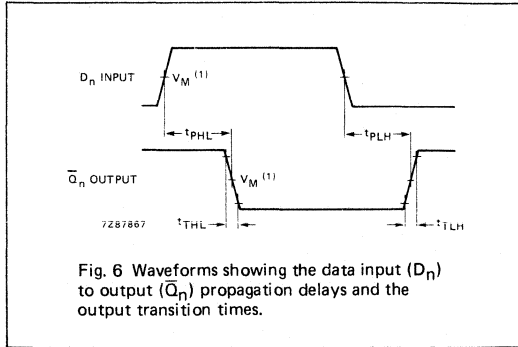 Dn INPUT
VM (1)
tPHL
tPLH
Q̅n OUTPUT
VM (1)
7Z87867
tTHL
tTLH
Fig. 6 Waveforms showing the data input (Dn)
to output (Q̅n) propagation delays and the
output transition times.